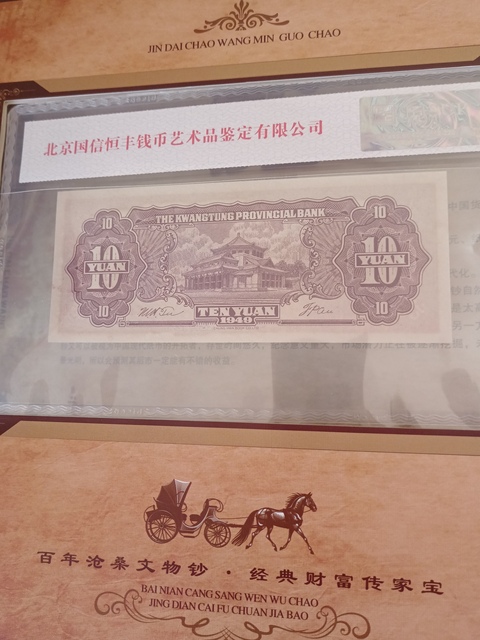 JIN DAI CHAO WANG MIN GUO CHAO
北京国信恒丰钱币艺术品鉴定有限公司
10 10
THE KWANGTUNG PROVINCIAL BANK
10 10
YUAN YUAN
10 10
TEN YUAN
1949
百年沧桑文物钞·经典财富传家宝
BAI NIAN CANG SANG WEN WU CHAO
JING DIAN CAI FU CHUAN JIA BAO